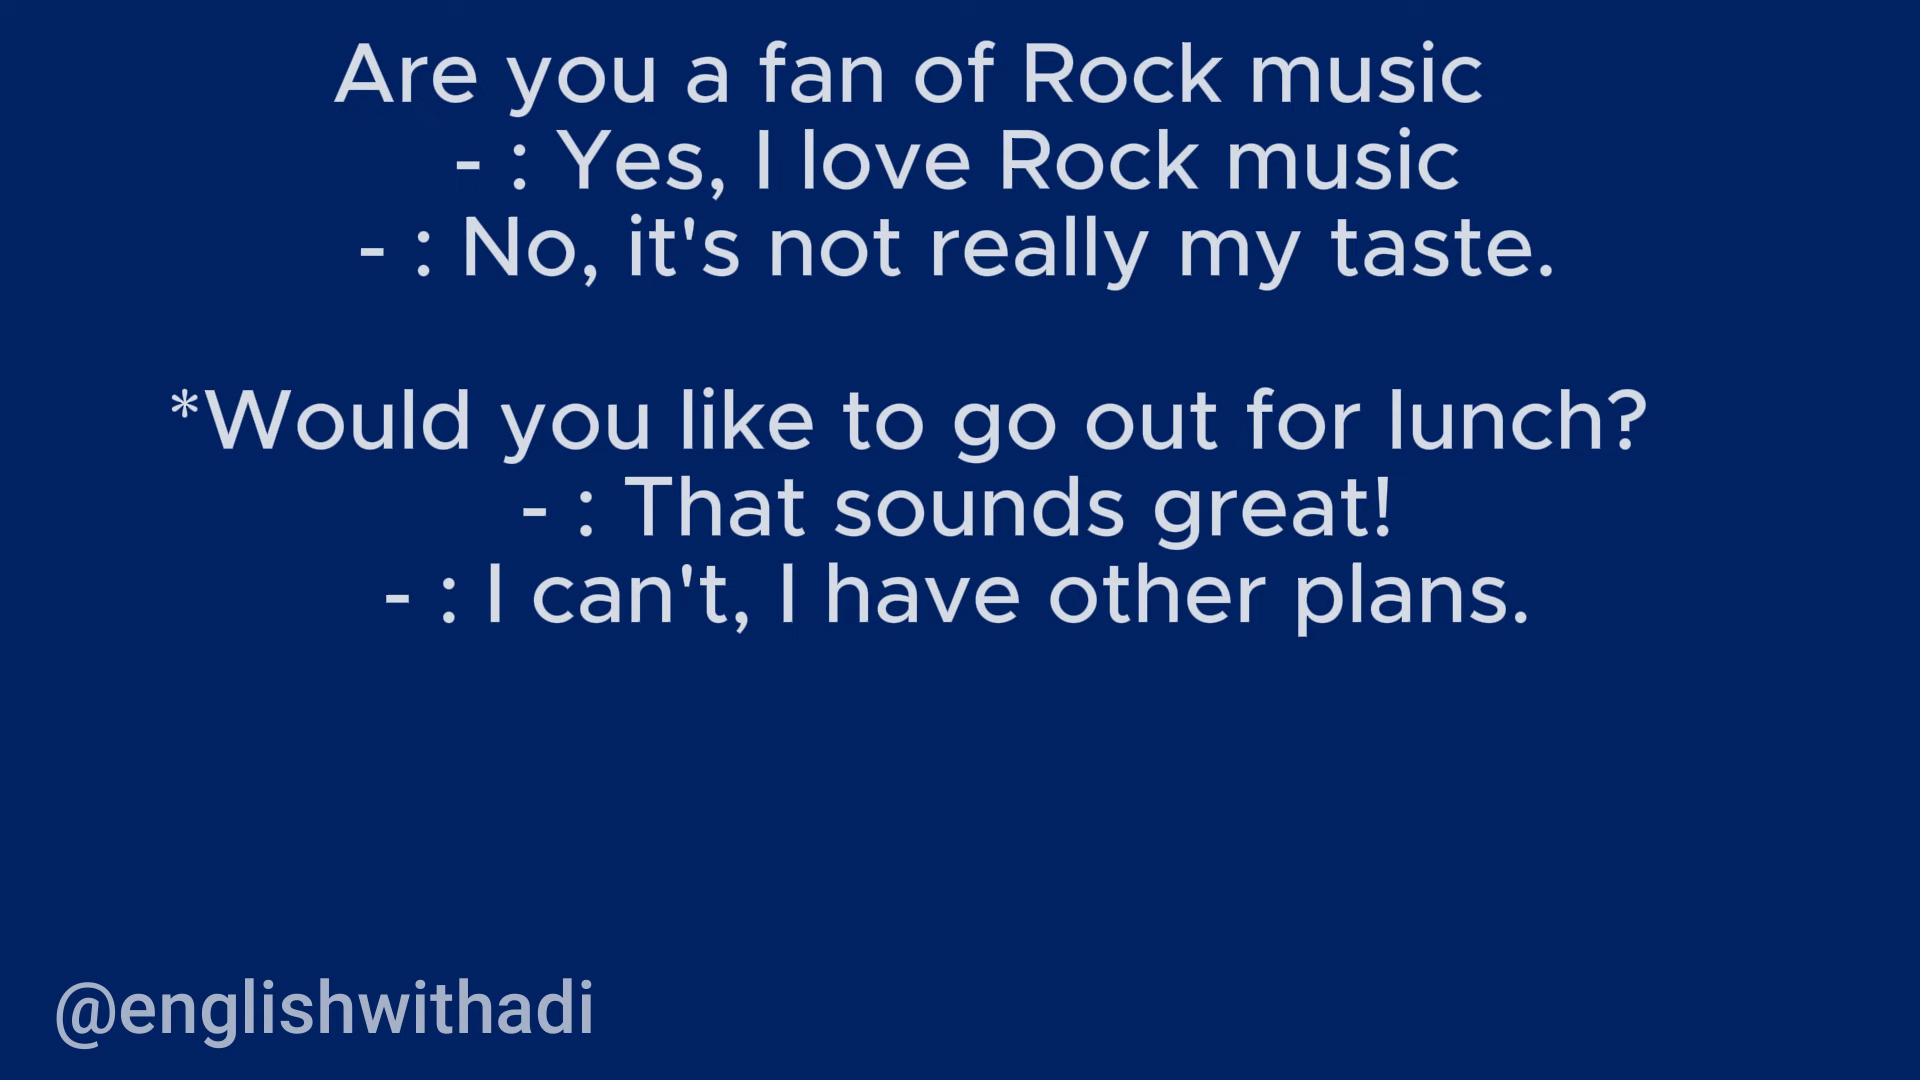 Are you a fan of Rock music
- : Yes, I love Rock music
- : No, it's not really my taste.
*Would you like to go out for lunch?
- : That sounds great!
- : I can't, I have other plans.
@englishwithadi